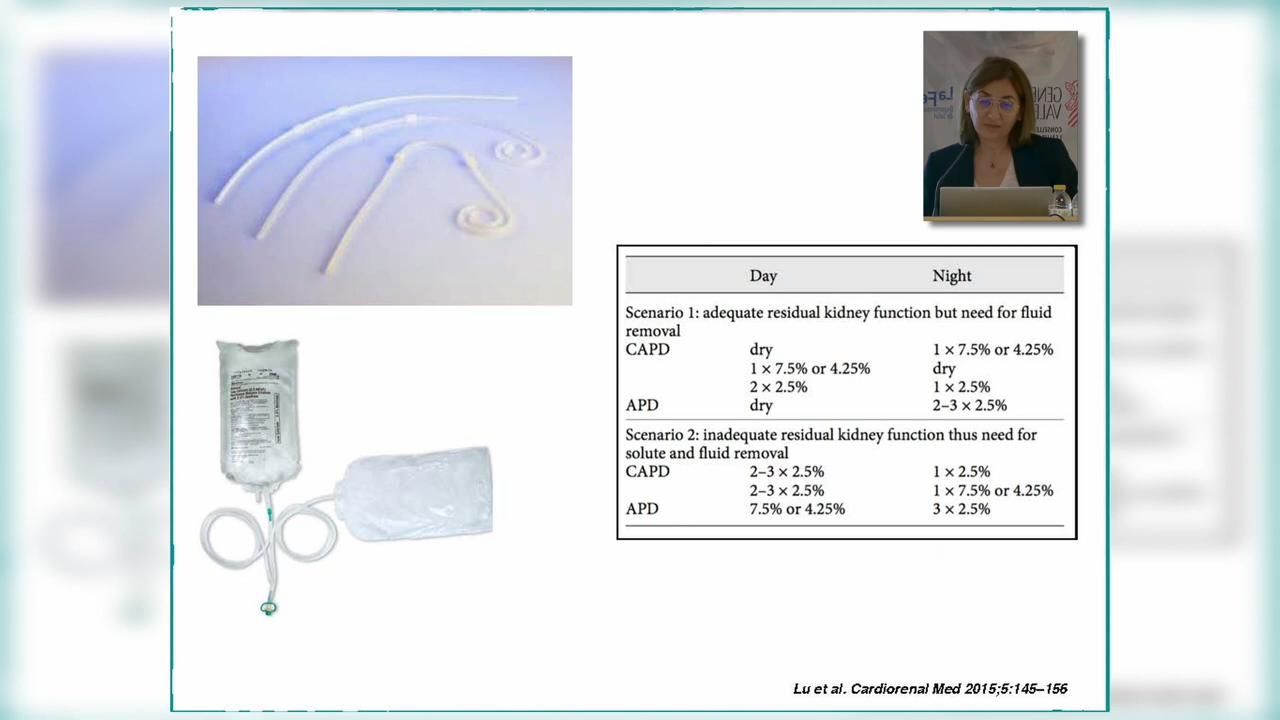 LaFe
GENE
VALE
CONSELLE
Day Night
Scenario 1: adequate residual kidney function but need for fluid
removal
CAPD dry 1 × 7.5% or 4.25%
1 × 7.5% or 4.25% dry
2 × 2.5% 1 × 2.5%
APD dry 2–3 × 2.5%
Scenario 2: inadequate residual kidney function thus need for
solute and fluid removal
CAPD 2–3 × 2.5% 1 × 2.5%
2–3 × 2.5% 1 × 7.5% or 4.25%
APD 7.5% or 4.25% 3 × 2.5%
Lu et al. Cardiorenal Med 2015;5:145–156